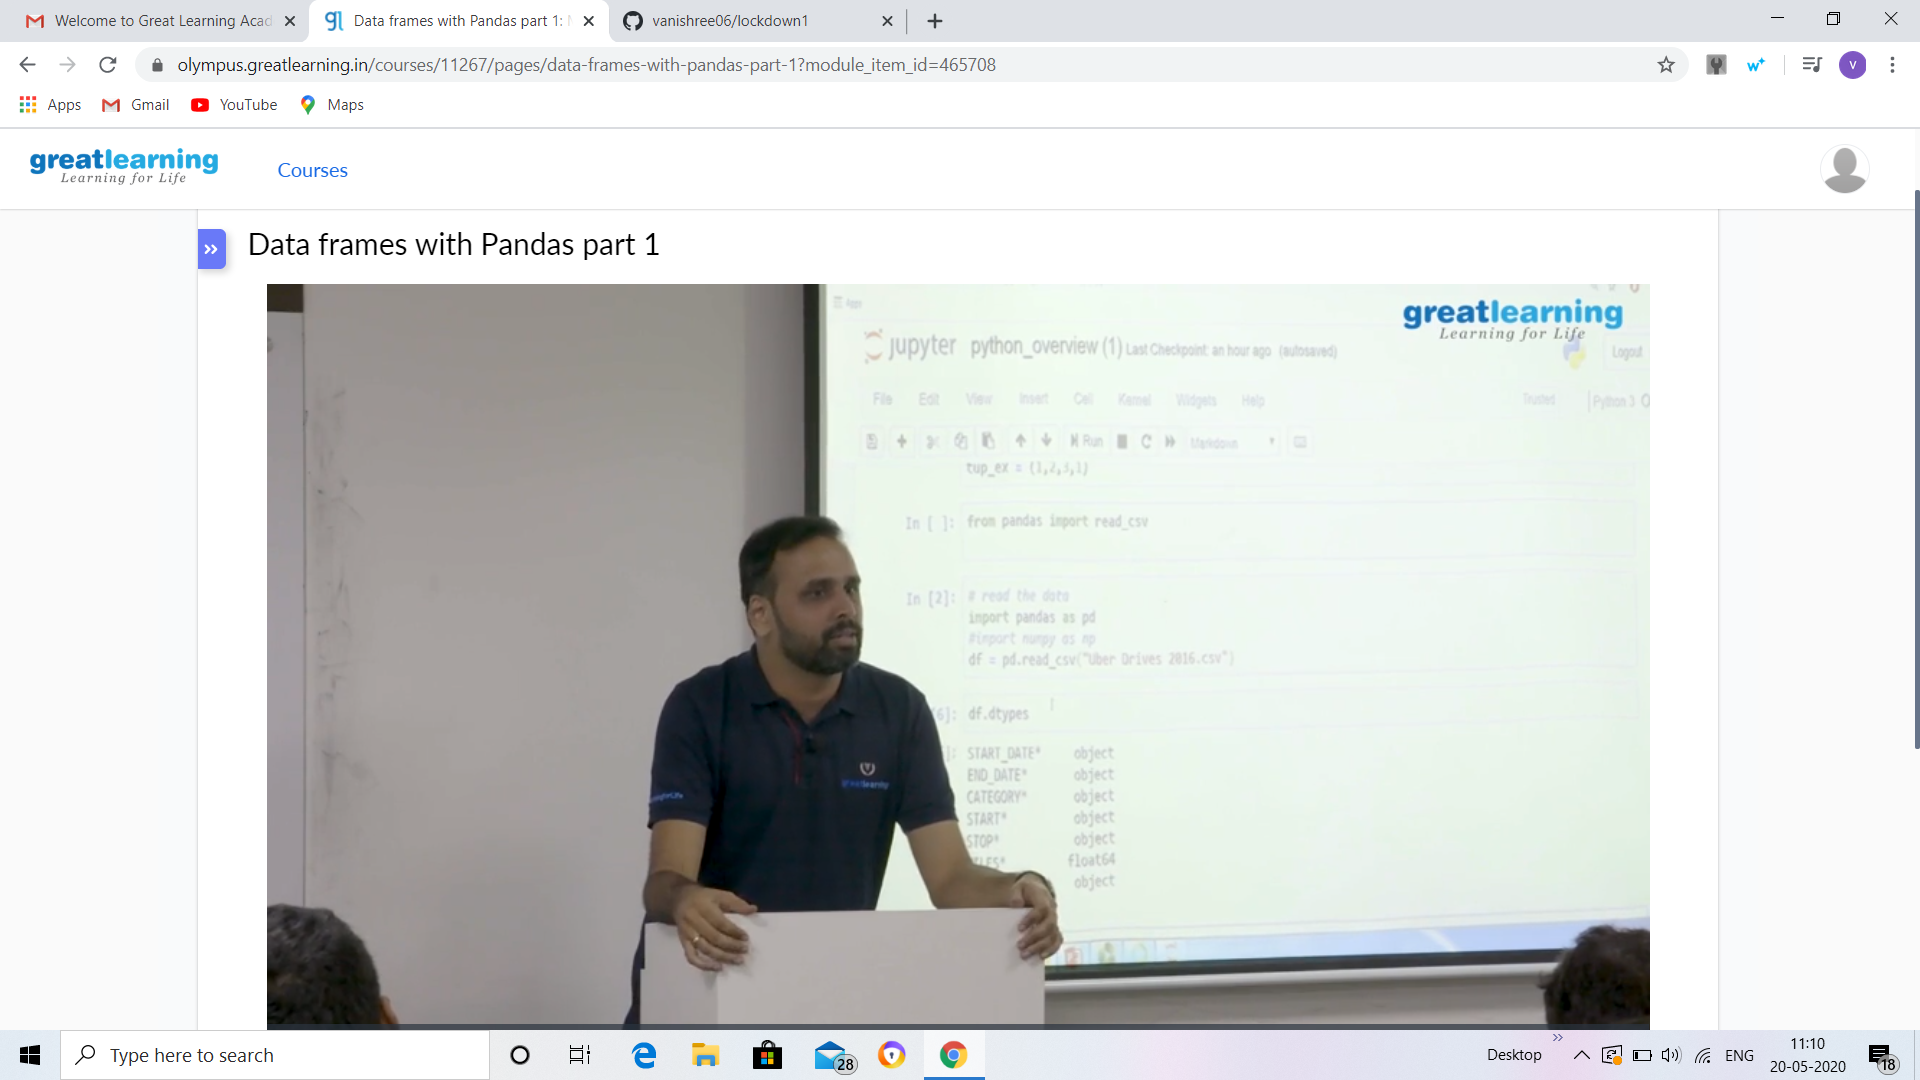 Welcome to Great Learning Acad
Data frames with Pandas part 1:
vanishree06/lockdown1
olympus.greatlearning.in/courses/11267/pages/data-frames-with-pandas-part-1?module_item_id=465708
V
Apps
Gmail
YouTube
Maps
greatlearning
Learning for Life
Courses
Data frames with Pandas part 1
greatlearning
Learning for Life
Apps
jupyter python_overview (1) Last Checkpoint: an hour ago (autosaved)
Logout
File Edit View Insert Cell Kernel Widgets Help
Trusted Python 3
Run Markdown
tup_ex = (1,2,3,1)
In [ ]: from pandas import read_csv
In [2]: # read the data
import pandas as pd
#import numpy as np
df = pd.read_csv("Uber Drives 2016.csv")
6]: df.dtypes
]: START_DATE* object
END_DATE* object
CATEGORY* object
START* object
STOP* object
float64
object
greatlearning
Type here to search
28
Desktop
ENG
11:10
20-05-2020
18